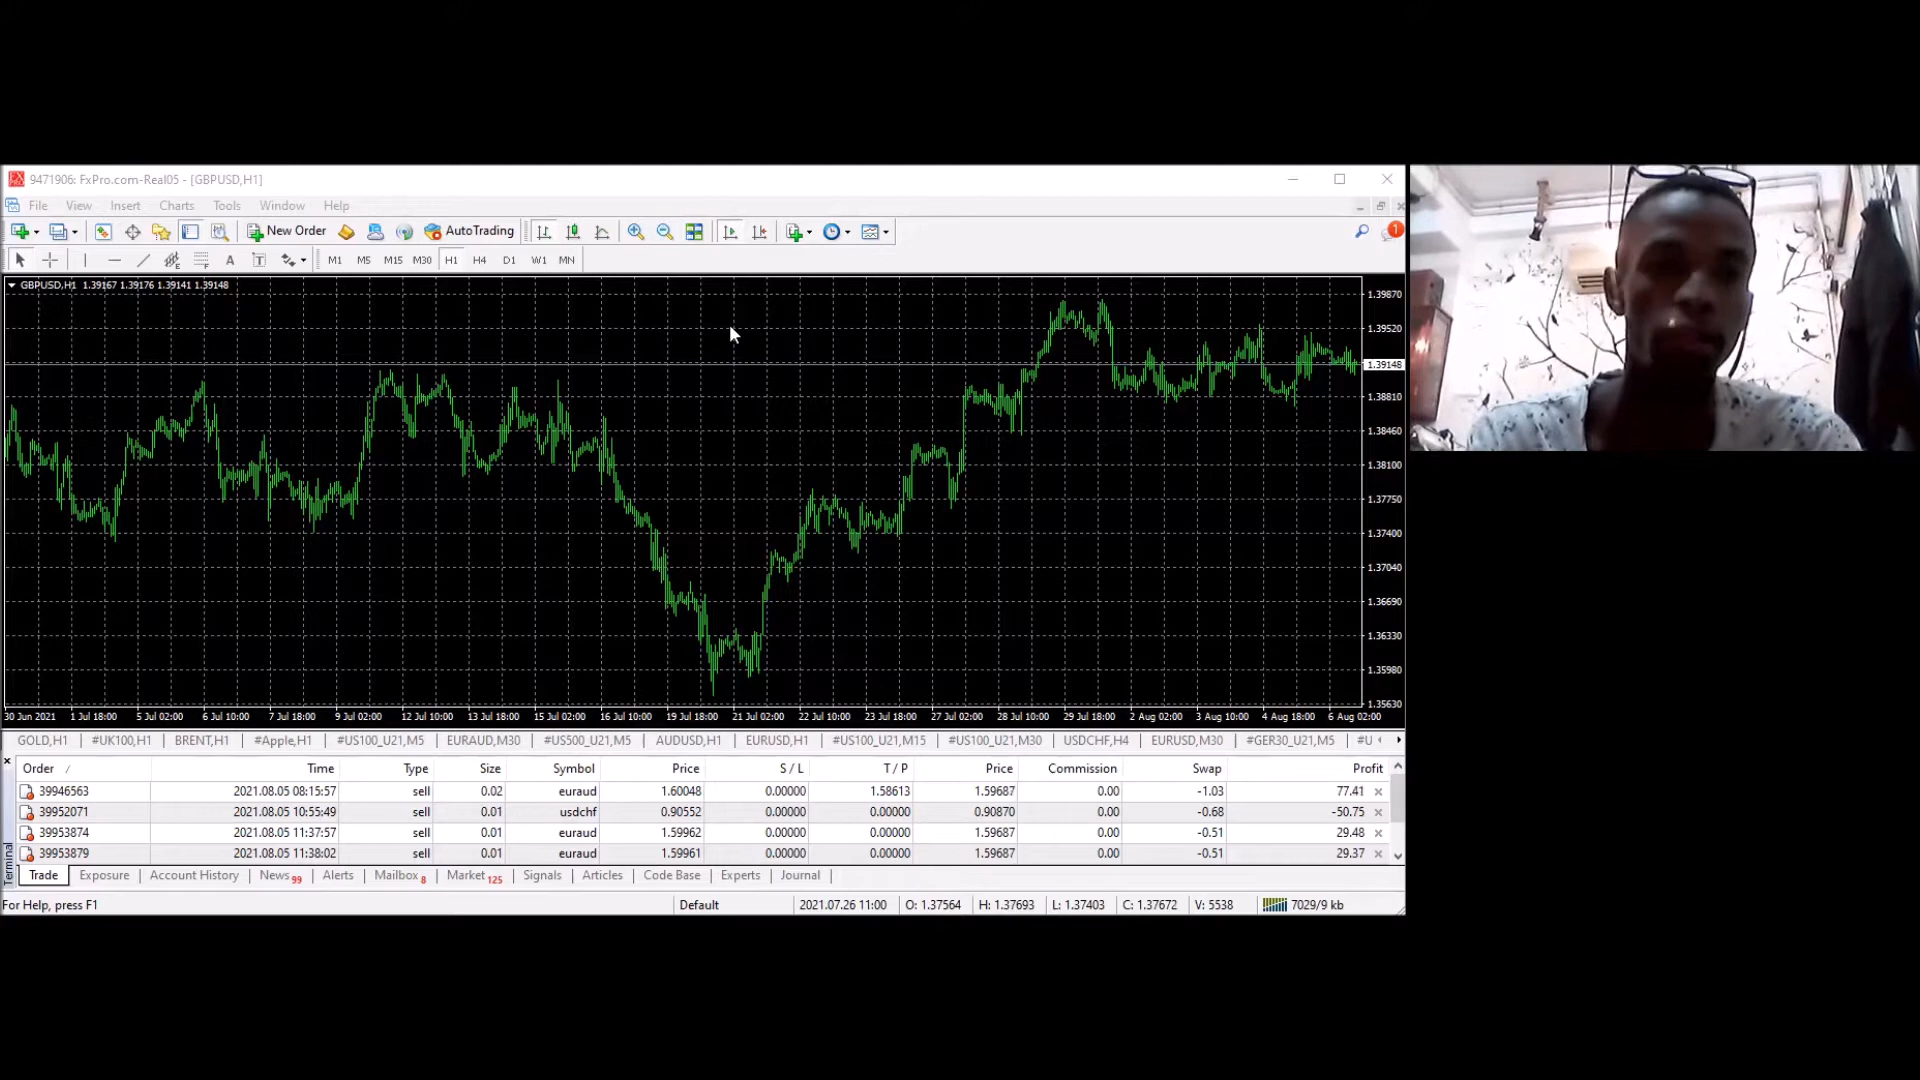 9471906: FxPro.com-Real05 - [GBPUSD,H1]
File View Insert Charts Tools Window Help
New Order AutoTrading 1
A T M1 M5 M15 M30 H1 H4 D1 W1 MN
GBPUSD,H1 1.39167 1.39176 1.39141 1.39148
1.39870
1.39520
1.39148
1.38810
1.38460
1.38100
1.37750
1.37400
1.37040
1.36690
1.36330
1.35980
1.35630
30 Jun 2021 1 Jul 18:00 5 Jul 02:00 6 Jul 10:00 7 Jul 18:00 9 Jul 02:00 12 Jul 10:00 13 Jul 18:00 15 Jul 02:00 16 Jul 10:00 19 Jul 18:00 21 Jul 02:00 22 Jul 10:00 23 Jul 18:00 27 Jul 02:00 28 Jul 10:00 29 Jul 18:00 2 Aug 02:00 3 Aug 10:00 4 Aug 18:00 6 Aug 02:00
GOLD,H1 #UK100,H1 BRENT,H1 #Apple,H1 #US100_U21,M5 EURAUD,M30 #US500_U21,M5 AUDUSD,H1 EURUSD,H1 #US100_U21,M15 #US100_U21,M30 USDCHF,H4 EURUSD,M30 #GER30_U21,M5 #U
Order / Time Type Size Symbol Price S / L T / P Price Commission Swap Profit
39946563 2021.08.05 08:15:57 sell 0.02 euraud 1.60048 0.00000 1.58613 1.59687 0.00 -1.03 77.41
39952071 2021.08.05 10:55:49 sell 0.01 usdchf 0.90552 0.00000 0.00000 0.90870 0.00 -0.68 -50.75
39953874 2021.08.05 11:37:57 sell 0.01 euraud 1.59962 0.00000 0.00000 1.59687 0.00 -0.51 29.48
39953879 2021.08.05 11:38:02 sell 0.01 euraud 1.59961 0.00000 0.00000 1.59687 0.00 -0.51 29.37
Terminal
Trade Exposure Account History News 99 Alerts Mailbox 8 Market 125 Signals Articles Code Base Experts Journal
For Help, press F1 Default 2021.07.26 11:00 O: 1.37564 H: 1.37693 L: 1.37403 C: 1.37672 V: 5538 7029/9 kb